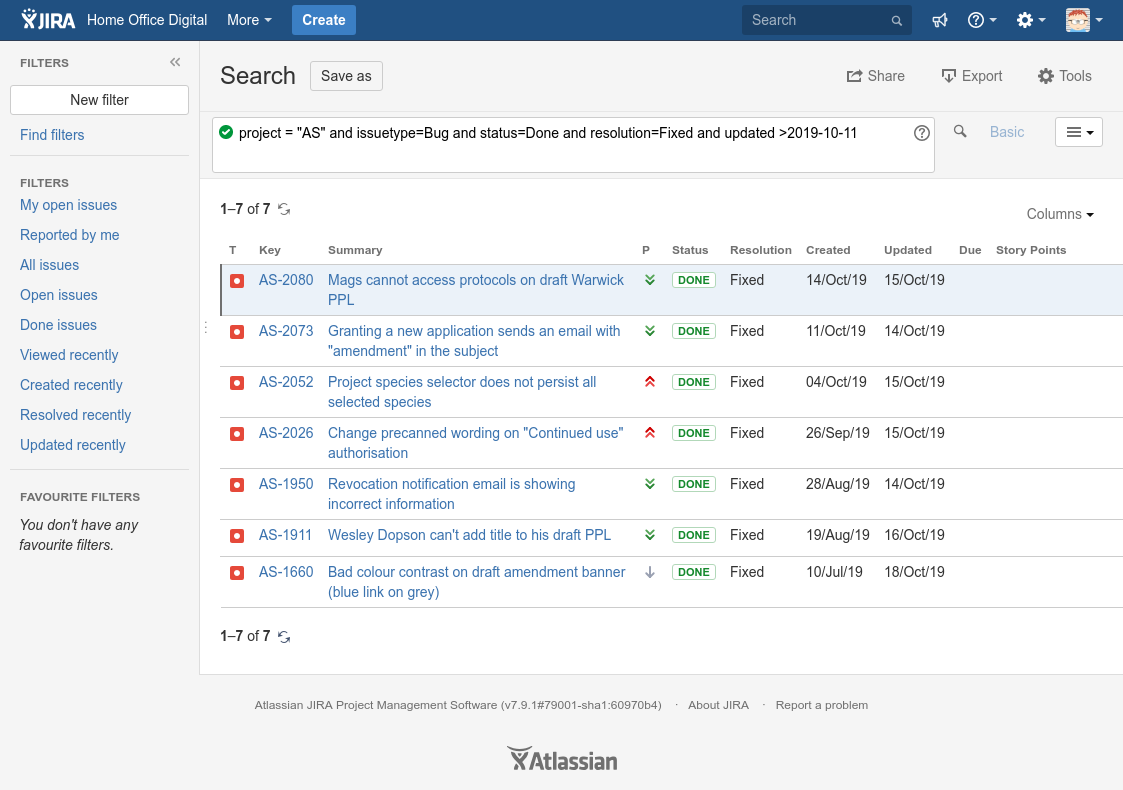 JIRA Home Office Digital More Create Search
FILTERS
New filter
Find filters
FILTERS
My open issues
Reported by me
All issues
Open issues
Done issues
Viewed recently
Created recently
Resolved recently
Updated recently
FAVOURITE FILTERS
You don't have any
favourite filters.
Search Save as Share Export Tools
project = "AS" and issuetype=Bug and status=Done and resolution=Fixed and updated >2019-10-11 Basic
1–7 of 7
Columns
T Key Summary P Status Resolution Created Updated Due Story Points
AS-2080 Mags cannot access protocols on draft Warwick DONE Fixed 14/Oct/19 15/Oct/19
PPL
AS-2073 Granting a new application sends an email with DONE Fixed 11/Oct/19 14/Oct/19
"amendment" in the subject
AS-2052 Project species selector does not persist all DONE Fixed 04/Oct/19 15/Oct/19
selected species
AS-2026 Change precanned wording on "Continued use" DONE Fixed 26/Sep/19 15/Oct/19
authorisation
AS-1950 Revocation notification email is showing DONE Fixed 28/Aug/19 14/Oct/19
incorrect information
AS-1911 Wesley Dopson can't add title to his draft PPL DONE Fixed 19/Aug/19 16/Oct/19
AS-1660 Bad colour contrast on draft amendment banner DONE Fixed 10/Jul/19 18/Oct/19
(blue link on grey)
1–7 of 7
Atlassian JIRA Project Management Software (v7.9.1#79001-sha1:60970b4) · About JIRA · Report a problem
Atlassian